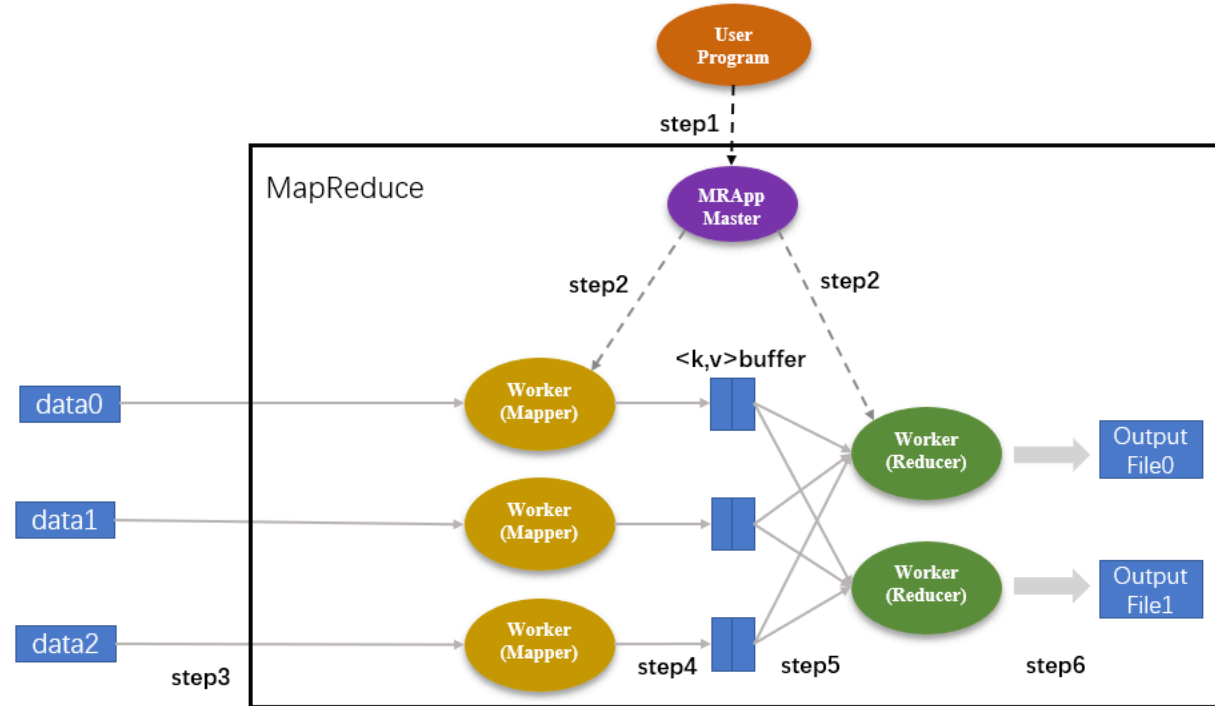 User
Program
step1
MapReduce
MRApp
Master
step2
step2
<k,v>buffer
data0
Worker
(Mapper)
Worker
(Reducer)
Output
File0
data1
Worker
(Mapper)
Worker
(Reducer)
Output
File1
data2
Worker
(Mapper)
step3
step4
step5
step6